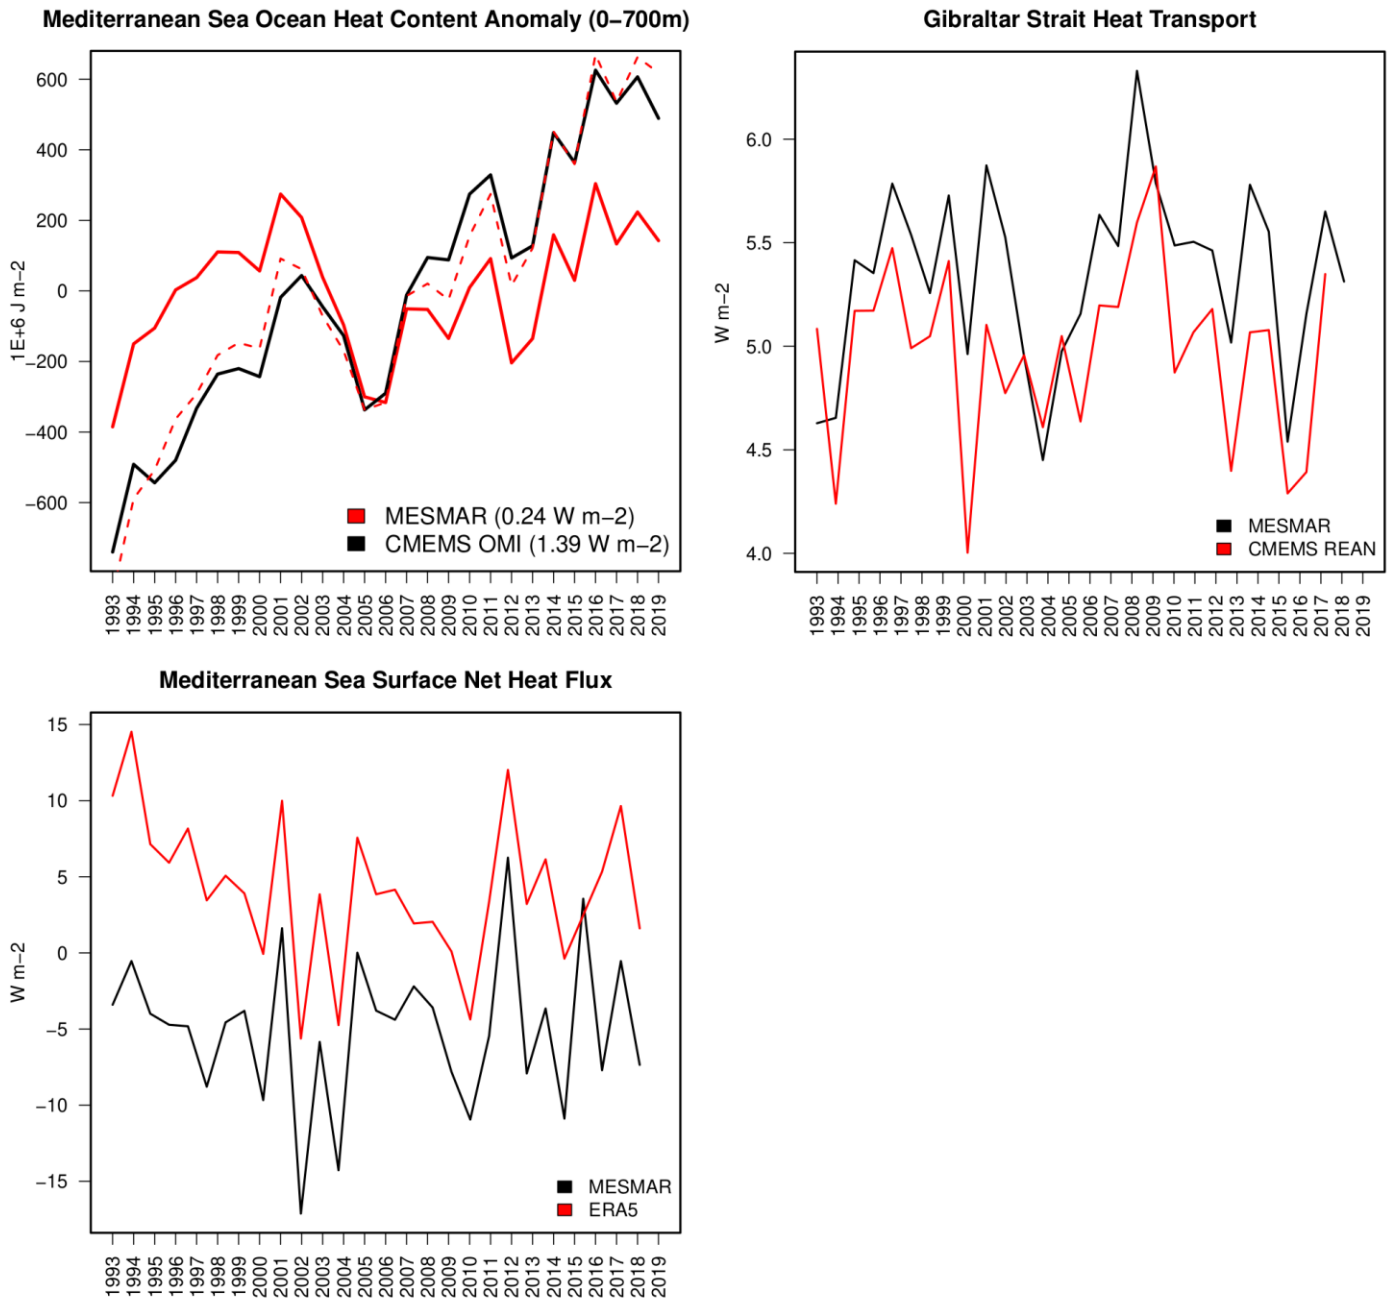 Mediterranean Sea Ocean Heat Content Anomaly (0−700m)
1E+6 J m−2
600
400
200
0
−200
−400
−600
MESMAR (0.24 W m−2)
CMEMS OMI (1.39 W m−2)
1993 1994 1995 1996 1997 1998 1999 2000 2001 2002 2003 2004 2005 2006 2007 2008 2009 2010 2011 2012 2013 2014 2015 2016 2017 2018 2019
Gibraltar Strait Heat Transport
W m−2
6.0
5.5
5.0
4.5
4.0
MESMAR
CMEMS REAN
1993 1994 1995 1996 1997 1998 1999 2000 2001 2002 2003 2004 2005 2006 2007 2008 2009 2010 2011 2012 2013 2014 2015 2016 2017 2018 2019
Mediterranean Sea Surface Net Heat Flux
W m−2
15
10
5
0
−5
−10
−15
MESMAR
ERA5
1993 1994 1995 1996 1997 1998 1999 2000 2001 2002 2003 2004 2005 2006 2007 2008 2009 2010 2011 2012 2013 2014 2015 2016 2017 2018 2019